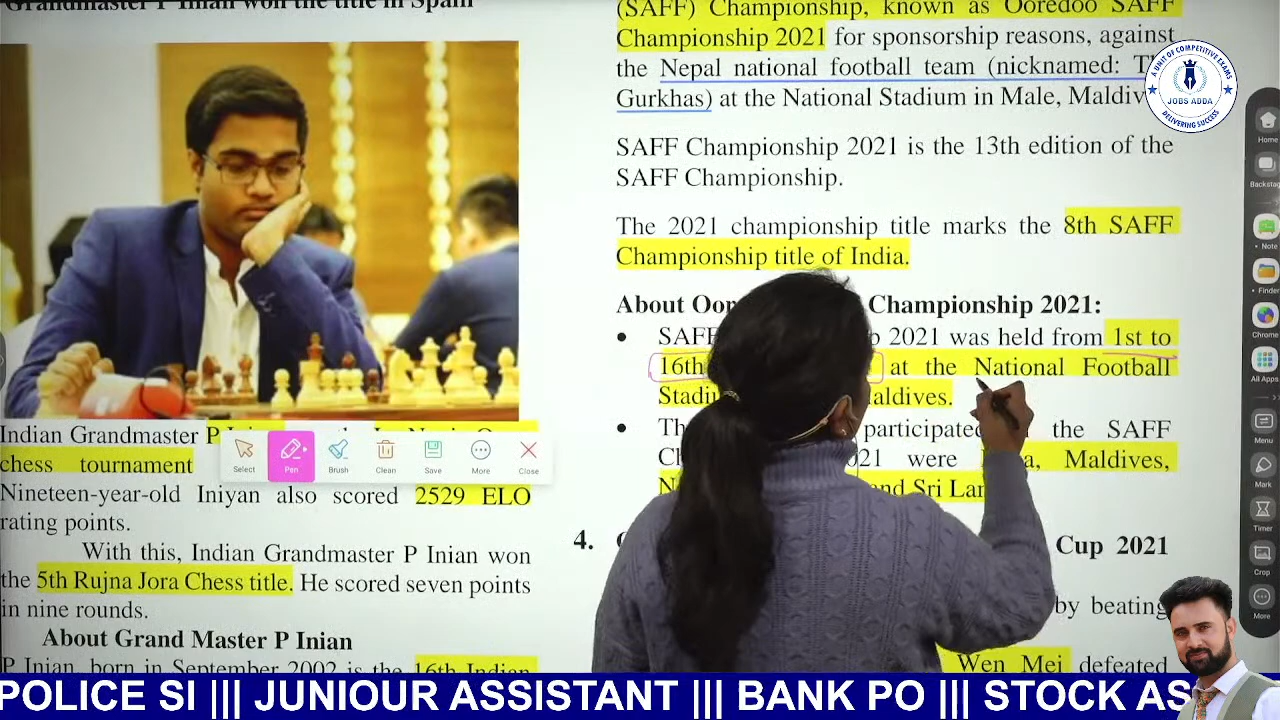 Grandmaster P Inian won the title in Spain
Indian Grandmaster P
chess tournament
Nineteen-year-old Iniyan also scored 2529 ELO
rating points.
With this, Indian Grandmaster P Inian won
the 5th Rujna Jora Chess title. He scored seven points
in nine rounds.
About Grand Master P Inian
P Inian, born in September 2002 is the 16th Indian
Select
Pen
Brush
Clean
Save
More
Close
(SAFF) Championship, known as Ooredoo SAFF
Championship 2021 for sponsorship reasons, against
the Nepal national football team (nicknamed:
Gurkhas) at the National Stadium in Male,
SAFF Championship 2021 is the 13th edition of the
SAFF Championship.
The 2021 championship title marks the 8th SAFF
Championship title of India.
About Championship 2021:
• SAFF 2021 was held from 1st to
16th at the National Football
• participated the SAFF
were Maldives,
and Sri
4. Cup 2021
by beating
Wen Mei defeated
A UNIT OF COMPETITIVE EXAMS
JOBS ADDA
DELIVERING SUCCESS
Home
Note
Finder
Chrome
All Apps
Menu
Mark
Timer
Crop
More
POLICE SI ||| JUNIOUR ASSISTANT ||| BANK PO ||| STOCK AS